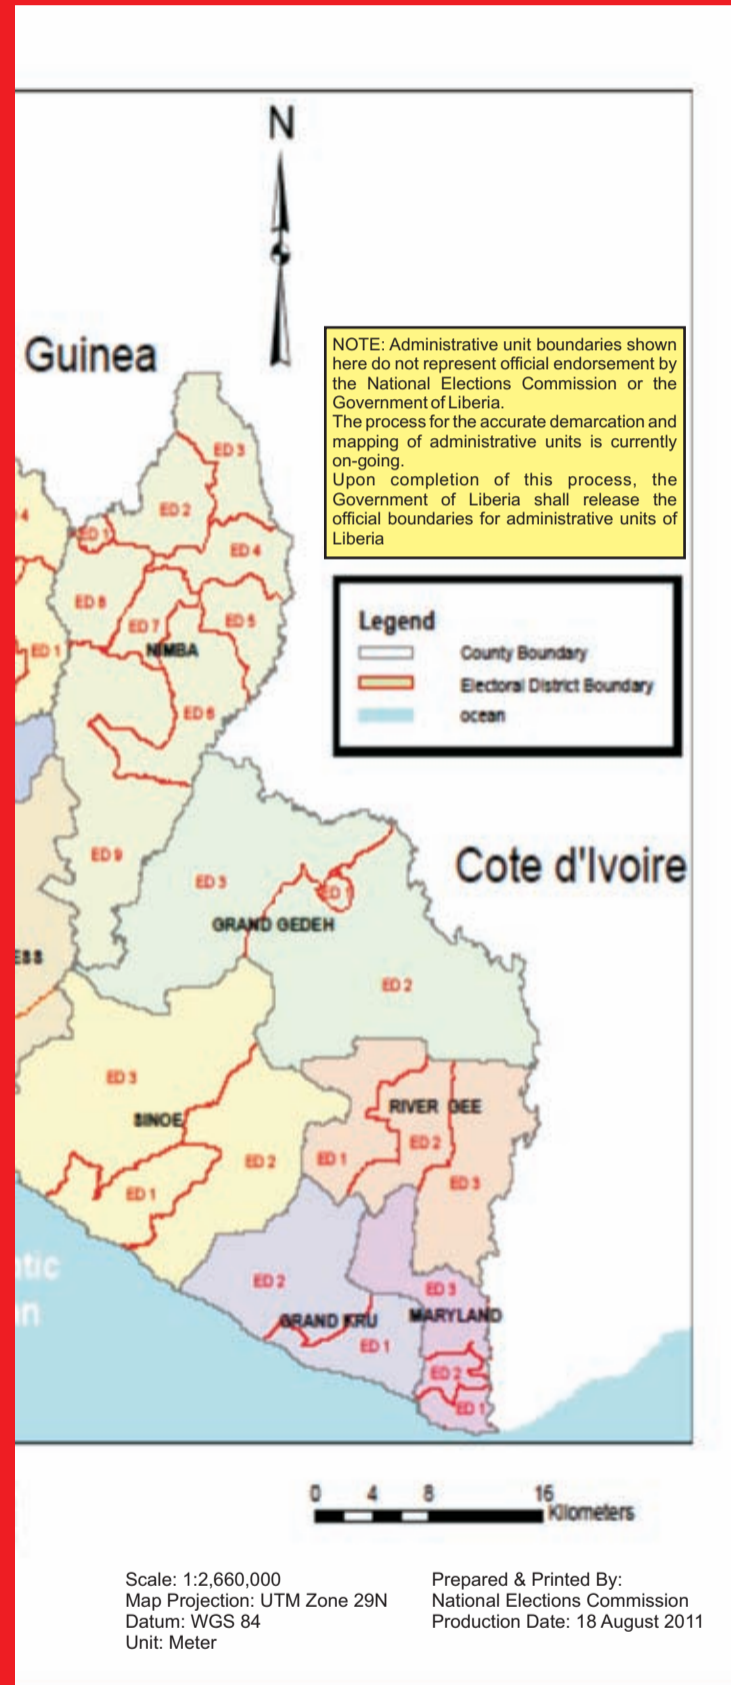 N
Guinea
NOTE: Administrative unit boundaries shown
here do not represent official endorsement by
the National Elections Commission or the
Government of Liberia.
The process for the accurate demarcation and
mapping of administrative units is currently
on-going.
Upon completion of this process, the
Government of Liberia shall release the
official boundaries for administrative units of
Liberia
ED 3
ED 2
4
ED 1
ED 4
ED 8
ED 7
ED 5
ED 1
NIMBA
ED 6
Legend
County Boundary
Electoral District Boundary
ocean
ED 9
Cote d'Ivoire
ED 3
ED 1
GRAND GEDEH
ESS
ED 2
ED 3
SINOE
RIVER GEE
ED 2
ED 1
ED 2
ED 3
ED 1
ntic
an
ED 2
ED 3
GRAND KRU
MARYLAND
ED 1
ED 2
ED 1
0 4 8 16
Kilometers
Scale: 1:2,660,000
Map Projection: UTM Zone 29N
Datum: WGS 84
Unit: Meter
Prepared & Printed By:
National Elections Commission
Production Date: 18 August 2011